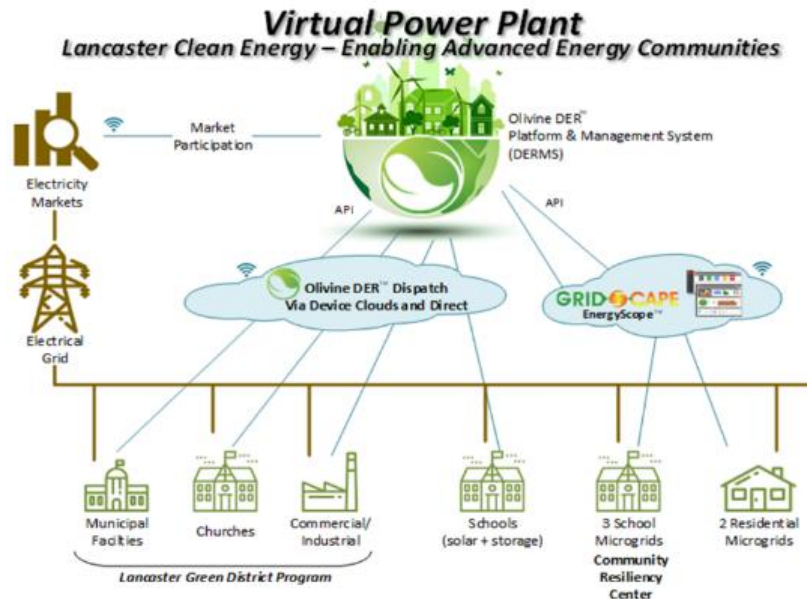 Virtual Power Plant
Lancaster Clean Energy – Enabling Advanced Energy Communities
Market
Participation
Olivine DER™
Platform & Management System
(DERMS)
Electricity
Markets
API
API
Olivine DER™ Dispatch
Via Device Clouds and Direct
GRIDSCAPE
EnergyScope™
Electrical
Grid
Municipal
Facilties
Churches
Commercial/
Industrial
Schools
(solar + storage)
3 School
Microgrids
Community
Resiliency
Center
2 Residential
Microgrids
Lancaster Green District Program